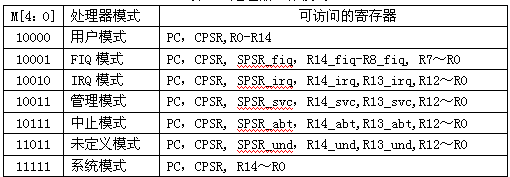 M[4：0] 处理器模式 可访问的寄存器
10000 用户模式 PC，CPSR,R0-R14
10001 FIQ 模式 PC，CPSR, SPSR_fiq，R14_fiq-R8_fiq, R7～R0
10010 IRQ 模式 PC，CPSR, SPSR_irq，R14_irq,R13_irq,R12～R0
10011 管理模式 PC，CPSR, SPSR_svc，R14_svc,R13_svc,R12～R0
10111 中止模式 PC，CPSR, SPSR_abt，R14_abt,R13_abt,R12～R0
11011 未定义模式 PC，CPSR, SPSR_und，R14_und,R13_und,R12～R0
11111 系统模式 PC，CPSR, R14～R0